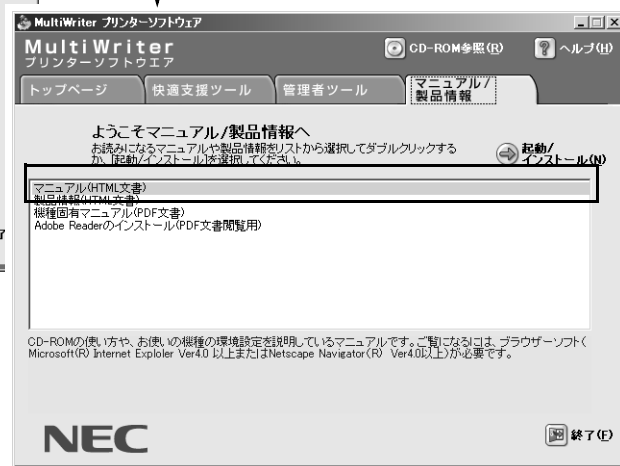 MultiWriter プリンタソフトウェア
MultiWriter
プリンターソフトウエア
CD-ROM参照(R)
ヘルプ(H)
トップページ
快適支援ツール
管理者ツール
マニュアル/
製品情報
ようこそマニュアル/製品情報へ
お読みになるマニュアルや製品情報をリストから選択してダブルクリックする
か、[起動/インストール]を選択してください。
起動/
インストール(N)
マニュアル(HTML文書)
製品情報(HTML文書)
機種固有マニュアル(PDF文書)
Adobe Readerのインストール(PDF文書閲覧用)
CD-ROMの使い方や、お使いの機種の環境設定を説明しているマニュアルです。ご覧になるには、ブラウザーソフト(
Microsoft(R) Internet Exploler Ver4.0 以上またはNetscape Navigator(R) Ver4.0以上)が必要です。
NEC
終了(E)